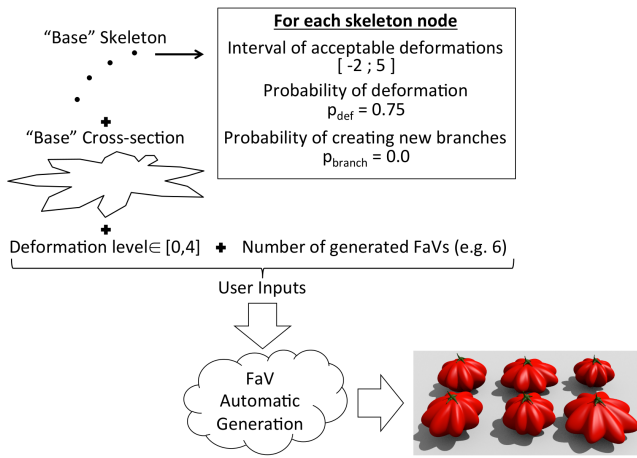 "Base" Skeleton
For each skeleton node
Interval of acceptable deformations
[ -2 ; 5 ]
Probability of deformation
p_def = 0.75
Probability of creating new branches
p_branch = 0.0
"Base" Cross-section
Deformation level∈ [0,4] + Number of generated FaVs (e.g. 6)
User Inputs
FaV
Automatic
Generation